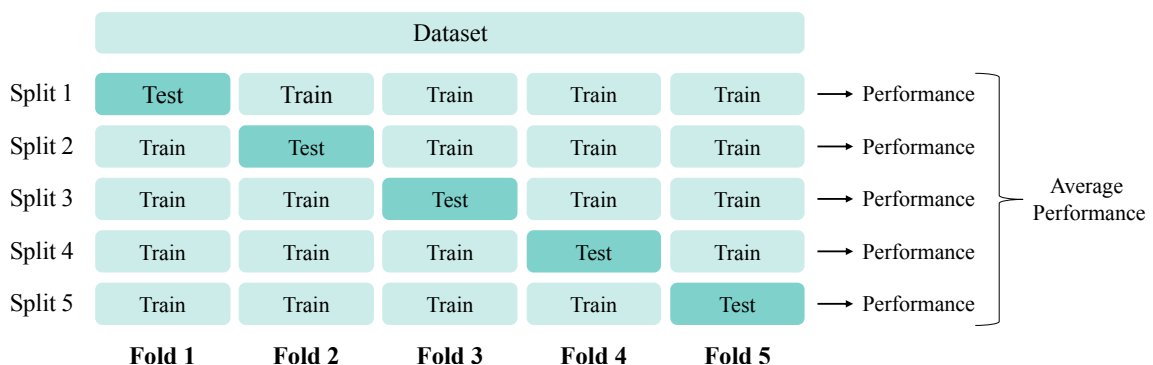 Dataset
Split 1 Test Train Train Train Train Performance
Split 2 Train Test Train Train Train Performance
Split 3 Train Train Test Train Train Performance
Average
Performance
Split 4 Train Train Train Test Train Performance
Split 5 Train Train Train Train Test Performance
Fold 1 Fold 2 Fold 3 Fold 4 Fold 5